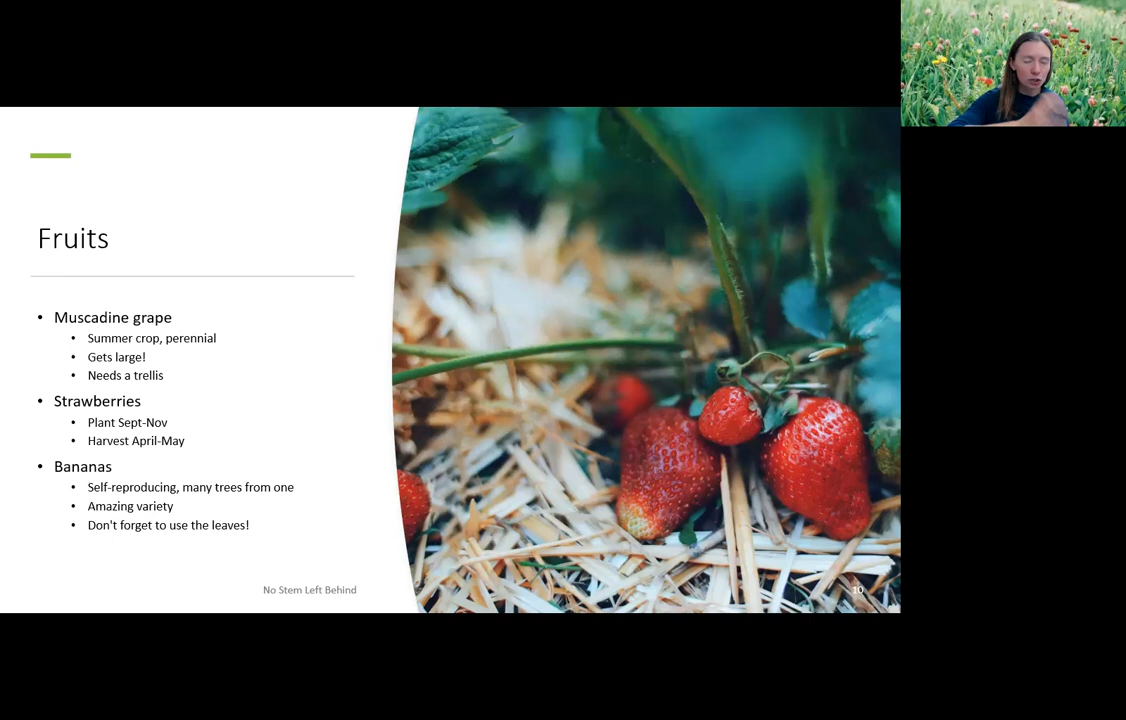 Fruits
• Muscadine grape
• Summer crop, perennial
• Gets large!
• Needs a trellis
• Strawberries
• Plant Sept-Nov
• Harvest April-May
• Bananas
• Self-reproducing, many trees from one
• Amazing variety
• Don't forget to use the leaves!
No Stem Left Behind
10